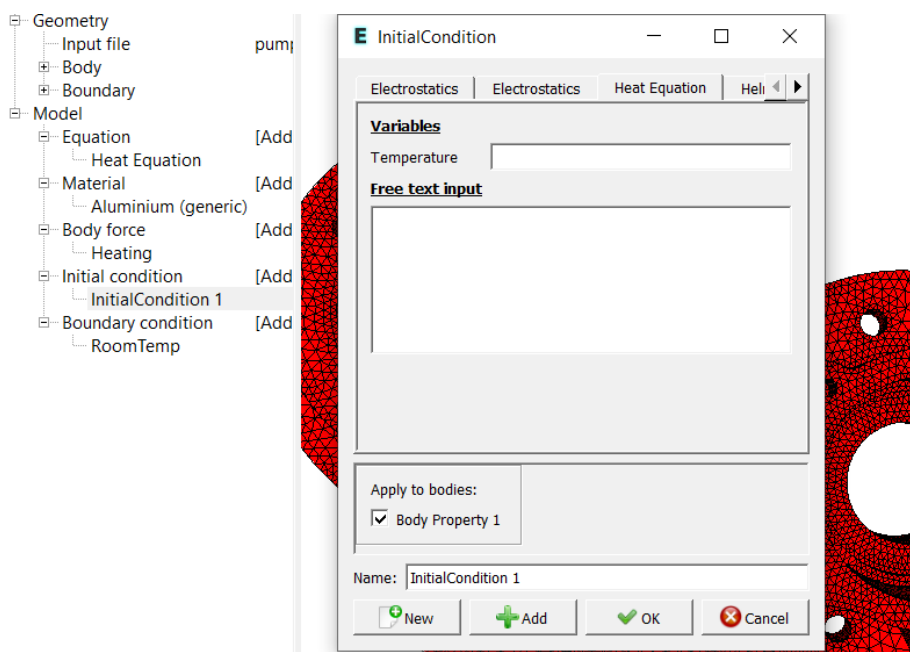 Geometry
Input file pump
Body
Boundary
Model
Equation [Add
Heat Equation
Material [Add
Aluminium (generic)
Body force [Add
Heating
Initial condition [Add
InitialCondition 1
Boundary condition [Add
RoomTemp
E InitialCondition
Electrostatics Electrostatics Heat Equation Hel
Variables
Temperature
Free text input
Apply to bodies:
Body Property 1
Name: InitialCondition 1
New Add OK Cancel